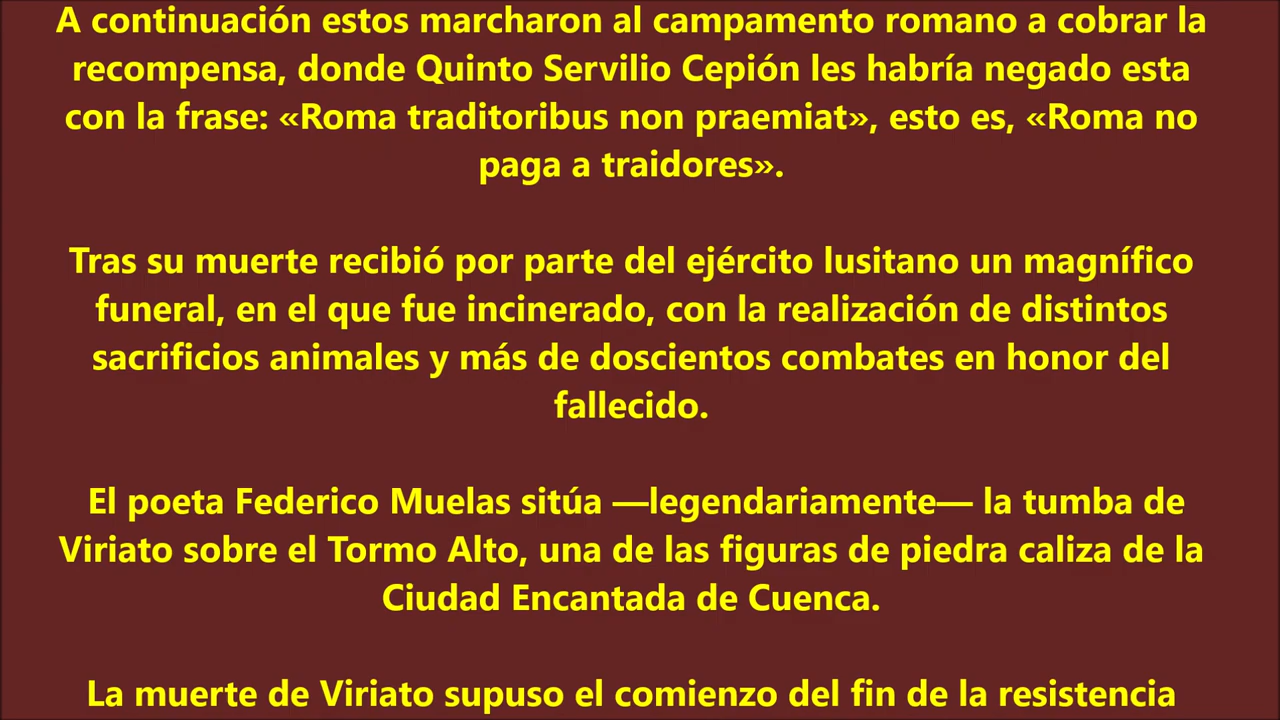 A continuación estos marcharon al campamento romano a cobrar la
recompensa, donde Quinto Servilio Cepión les habría negado esta
con la frase: «Roma traditoribus non praemiat», esto es, «Roma no
paga a traidores».
Tras su muerte recibió por parte del ejército lusitano un magnífico
funeral, en el que fue incinerado, con la realización de distintos
sacrificios animales y más de doscientos combates en honor del
fallecido.
El poeta Federico Muelas sitúa —legendariamente— la tumba de
Viriato sobre el Tormo Alto, una de las figuras de piedra caliza de la
Ciudad Encantada de Cuenca.
La muerte de Viriato supuso el comienzo del fin de la resistencia